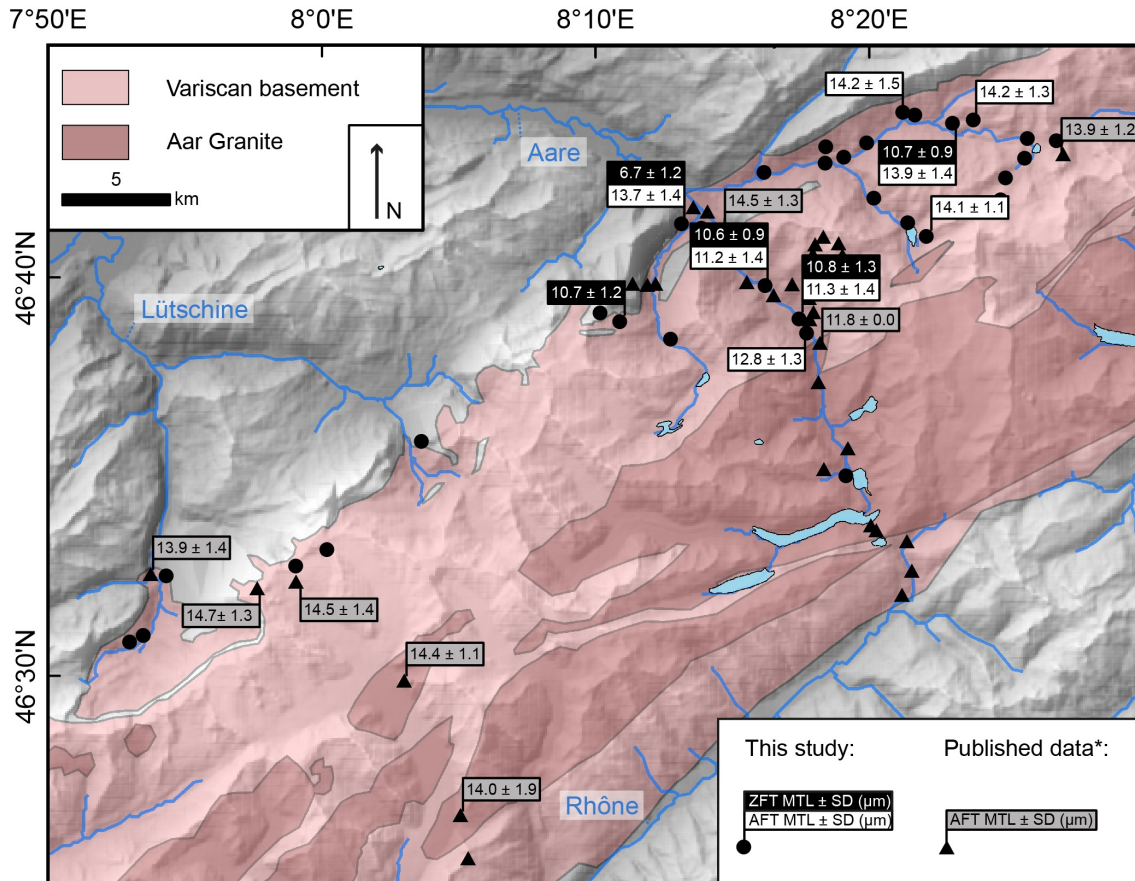 7°50'E
8°0'E
8°10'E
8°20'E
Variscan basement
Aar Granite
5
km
N
Aare
Lütschine
14.2 ± 1.5
14.2 ± 1.3
13.9 ± 1.2
10.7 ± 0.9
13.9 ± 1.4
6.7 ± 1.2
13.7 ± 1.4
14.5 ± 1.3
14.1 ± 1.1
10.6 ± 0.9
11.2 ± 1.4
10.8 ± 1.3
11.3 ± 1.4
46°40'N
10.7 ± 1.2
11.8 ± 0.0
12.8 ± 1.3
13.9 ± 1.4
14.7± 1.3
14.5 ± 1.4
14.4 ± 1.1
46°30'N
14.0 ± 1.9
Rhône
This study:
Published data*:
ZFT MTL ± SD (µm)
AFT MTL ± SD (µm)
AFT MTL ± SD (µm)